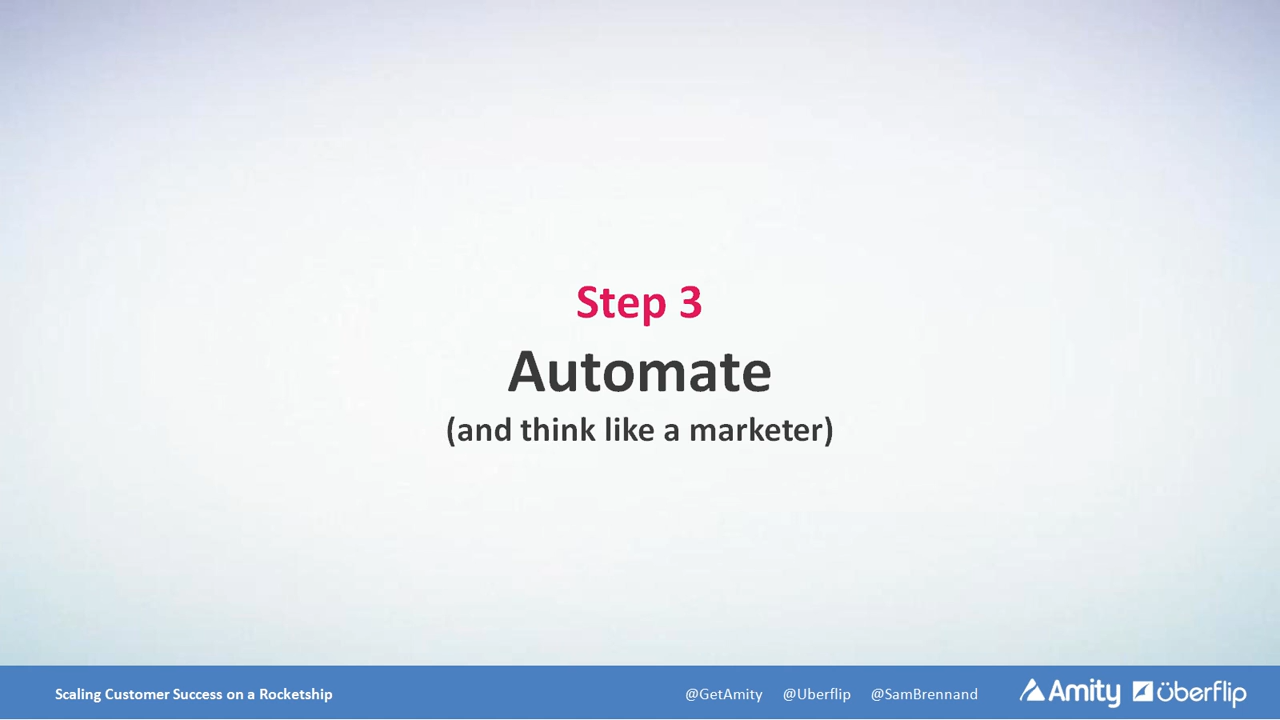 Step 3
Automate
(and think like a marketer)
Scaling Customer Success on a Rocketship @GetAmity @Uberflip @SamBrennand Amity überflip